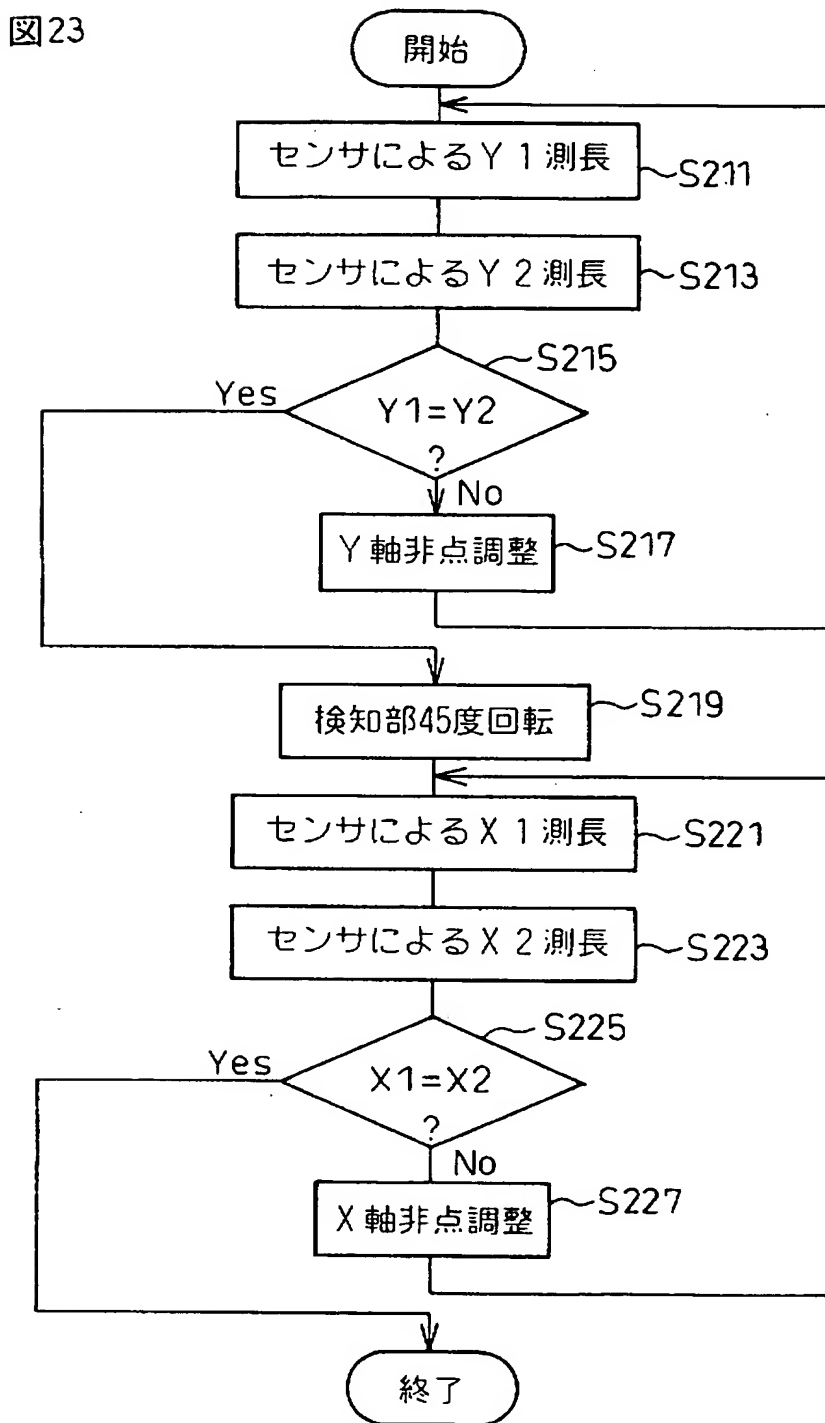 図23
開始
センサによるY1測長
S211
センサによるY2測長
S213
S215
Yes
Y1=Y2
?
No
Y軸非点調整
S217
検知部45度回転
S219
センサによるX1測長
S221
センサによるX2測長
S223
S225
Yes
X1=X2
?
No
X軸非点調整
S227
終了